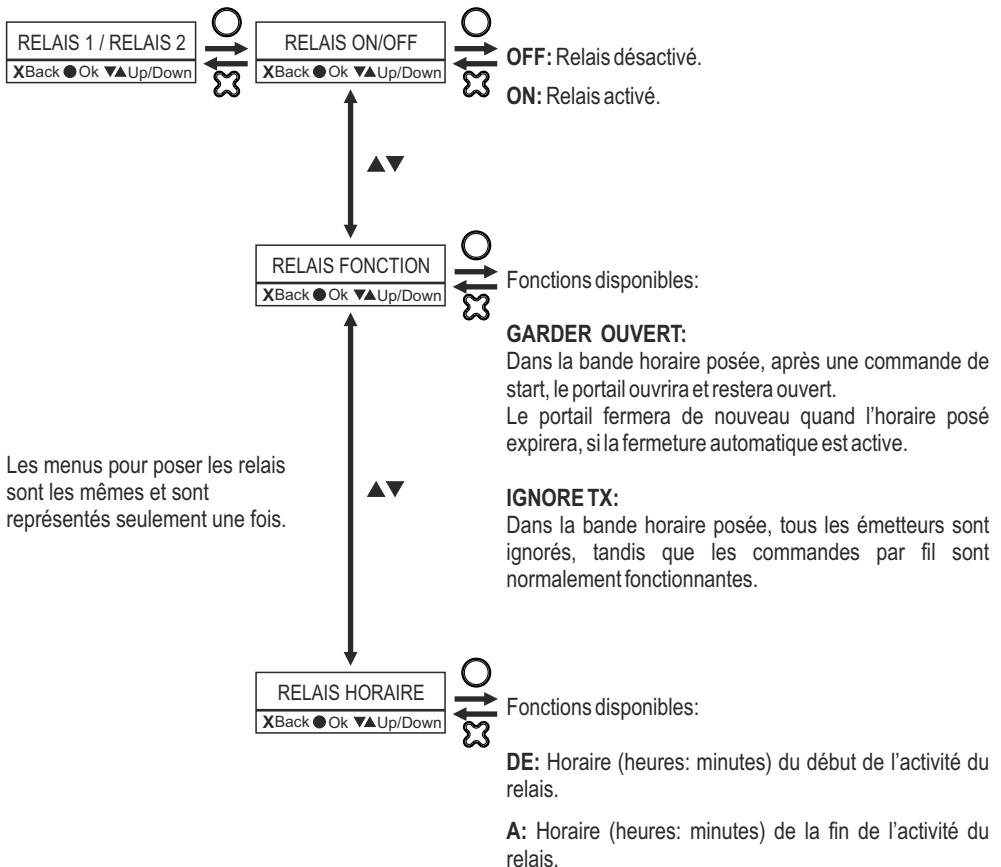 RELAIS 1 / RELAIS 2
XBack ● Ok ▼▲Up/Down
RELAIS ON/OFF
XBack ● Ok ▼▲Up/Down
OFF: Relais désactivé.
ON: Relais activé.
▲▼
RELAIS FONCTION
XBack ● Ok ▼▲Up/Down
Fonctions disponibles:
GARDER OUVERT:
Dans la bande horaire posée, après une commande de
start, le portail ouvrira et restera ouvert.
Le portail fermera de nouveau quand l’horaire posé
expirera, si la fermeture automatique est active.
Les menus pour poser les relais
sont les mêmes et sont
représentés seulement une fois.
▲▼
IGNORE TX:
Dans la bande horaire posée, tous les émetteurs sont
ignorés, tandis que les commandes par fil sont
normalement fonctionnantes.
RELAIS HORAIRE
XBack ● Ok ▼▲Up/Down
Fonctions disponibles:
DE: Horaire (heures: minutes) du début de l’activité du
relais.
A: Horaire (heures: minutes) de la fin de l’activité du
relais.